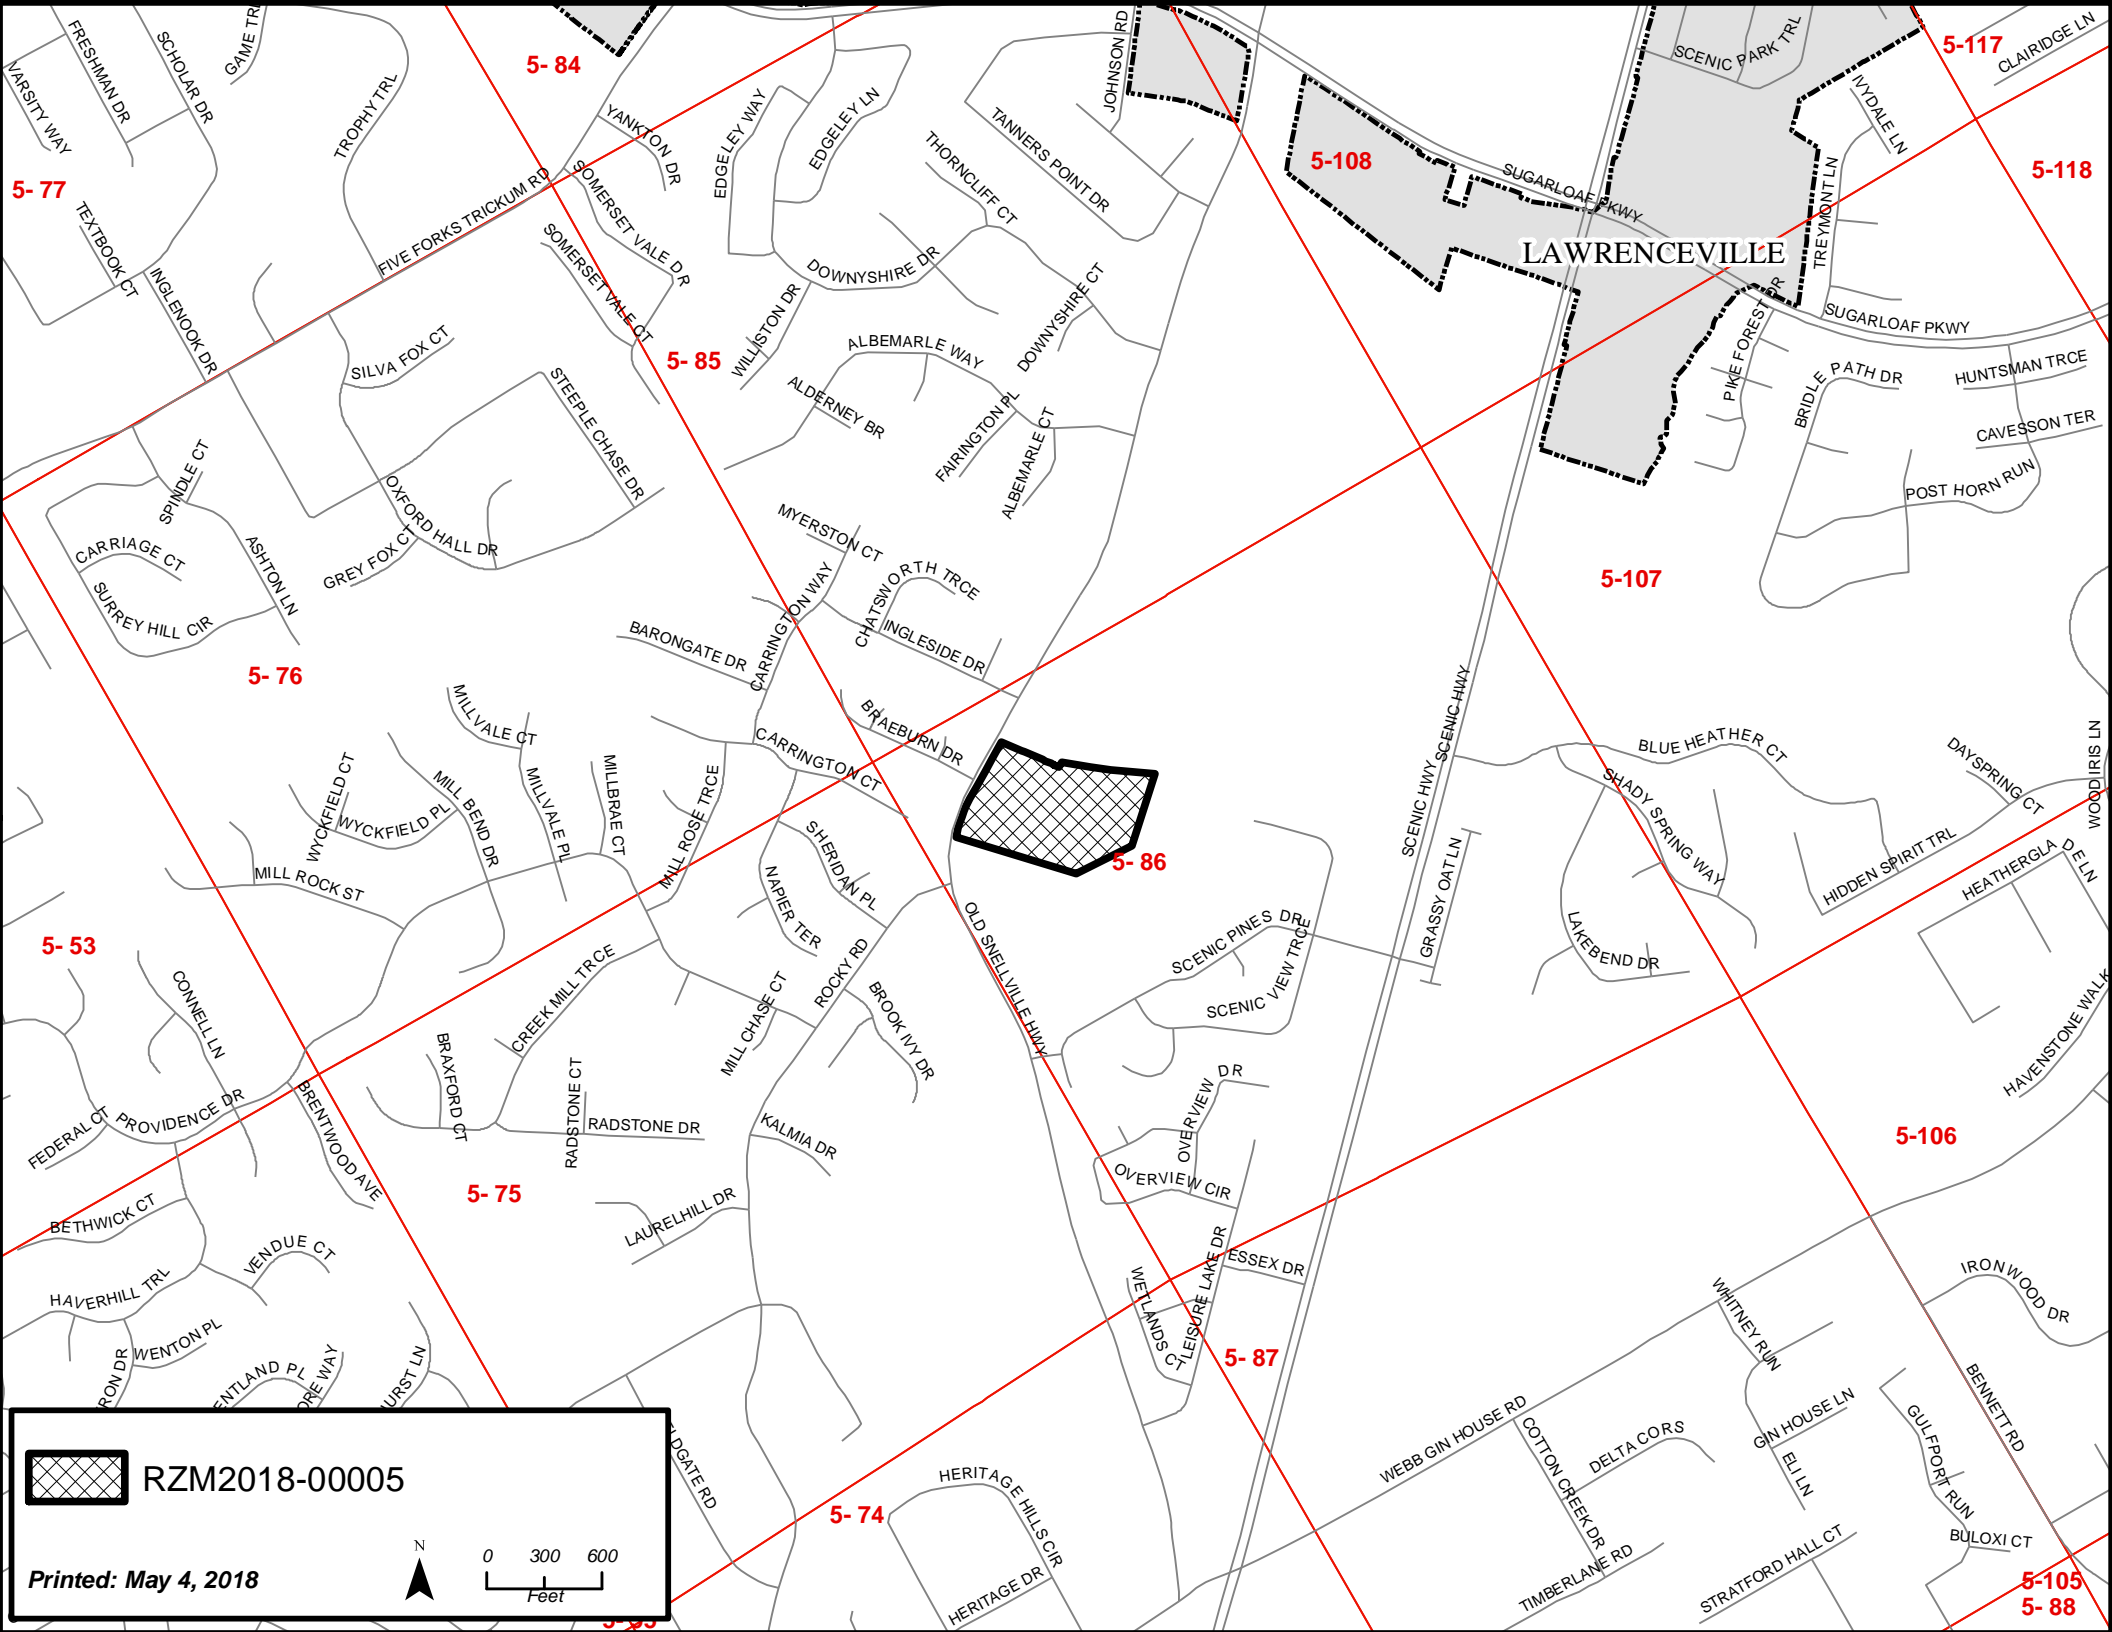 FRESHMAN DR
SCHOLAR DR
VARSITY WAY
TROPHY TRL
5- 84
YANKTON DR
EDGELEY WAY
EDGELEY LN
JOHNSON RD
TANNERS POINT DR
THORNCLIFF CT
5-108
SUGARLOAF PKWY
SCENIC PARK TRL
5-117
CLAIRIDGE LN
IVYDALE LN
5-118
5- 77
TEXTBOOK CT
INGLENOOK DR
FIVE FORKS TRICKUM RD
SOMERSET VALE DR
SOMERSET VALE CT
DOWNYSHIRE DR
WILLISTON DR
DOWNYSHIRE CT
LAWRENCEVILLE
TREYMONT LN
PIKE FOREST DR
SUGARLOAF PKWY
SILVA FOX CT
5- 85
ALBEMARLE WAY
ALDERNEY BR
FAIRINGTON PL
ALBEMARLE CT
STEEPLE CHASE DR
BRIDLE PATH DR
HUNTSMAN TRCE
CAVESSON TER
POST HORN RUN
SPINDLE CT
OXFORD HALL DR
GREY FOX CT
ASHTON LN
CARRIAGE CT
SURREY HILL CIR
MYERSTON CT
CHATSWORTH TRCE
CARRINGTON WAY
INGLESIDE DR
BARONGATE DR
5-107
5- 76
MILLVALE CT
BRAEBURN DR
CARRINGTON CT
SCENIC HWY
SCENIC HWY
BLUE HEATHER CT
SHADY SPRING WAY
DAYSPRING CT
WOOD IRIS LN
WYCKFIELD CT
WYCKFIELD PL
MILL BEND DR
MILLVALE PL
MILLBRAE CT
MILL ROSE TRCE
MILL ROCK ST
SHERIDAN PL
NAPIER TER
5- 86
GRASSY OAT LN
HIDDEN SPIRIT TRL
HEATHERGLADE LN
5- 53
CONNELL LN
CREEK MILL TRCE
MILL CHASE CT
ROCKY RD
BROOK IVY DR
OLD SNELLVILLE HWY
SCENIC PINES DR
SCENIC VIEW TRCE
LAKEBEND DR
HAVENSTONE WALK
BRAXFORD CT
RADSTONE CT
RADSTONE DR
KALMIA DR
OVERVIEW DR
OVERVIEW CIR
FEDERAL CT
PROVIDENCE DR
BRENTWOOD AVE
5- 75
5-106
BETHWICK CT
LAURELHILL DR
VENDUE CT
HAVERHILL TRL
WENTON PL
LEISURE LAKE DR
ESSEX DR
WETLANDS CT
5- 87
WHITNEY RUN
IRONWOOD DR
BENNETT RD
WEBB GIN HOUSE RD
COTTON CREEK DR
DELTA CORS
GIN HOUSE LN
ELI LN
GULFPORT RUN
BULOXI CT
STRATFORD HALL CT
TIMBERLANE RD
5- 74
HERITAGE HILLS CIR
HERITAGE DR
5-105
5- 88
RZM2018-00005
Printed: May 4, 2018
N
0 300 600
Feet